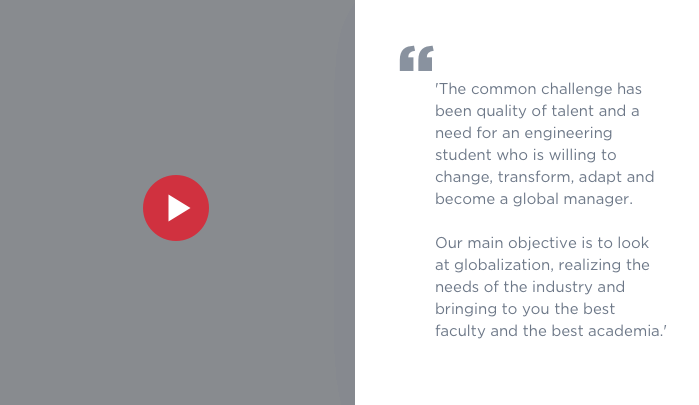 “
'The common challenge has
been quality of talent and a
need for an engineering
student who is willing to
change, transform, adapt and
become a global manager.
Our main objective is to look
at globalization, realizing the
needs of the industry and
bringing to you the best
faculty and the best academia.'